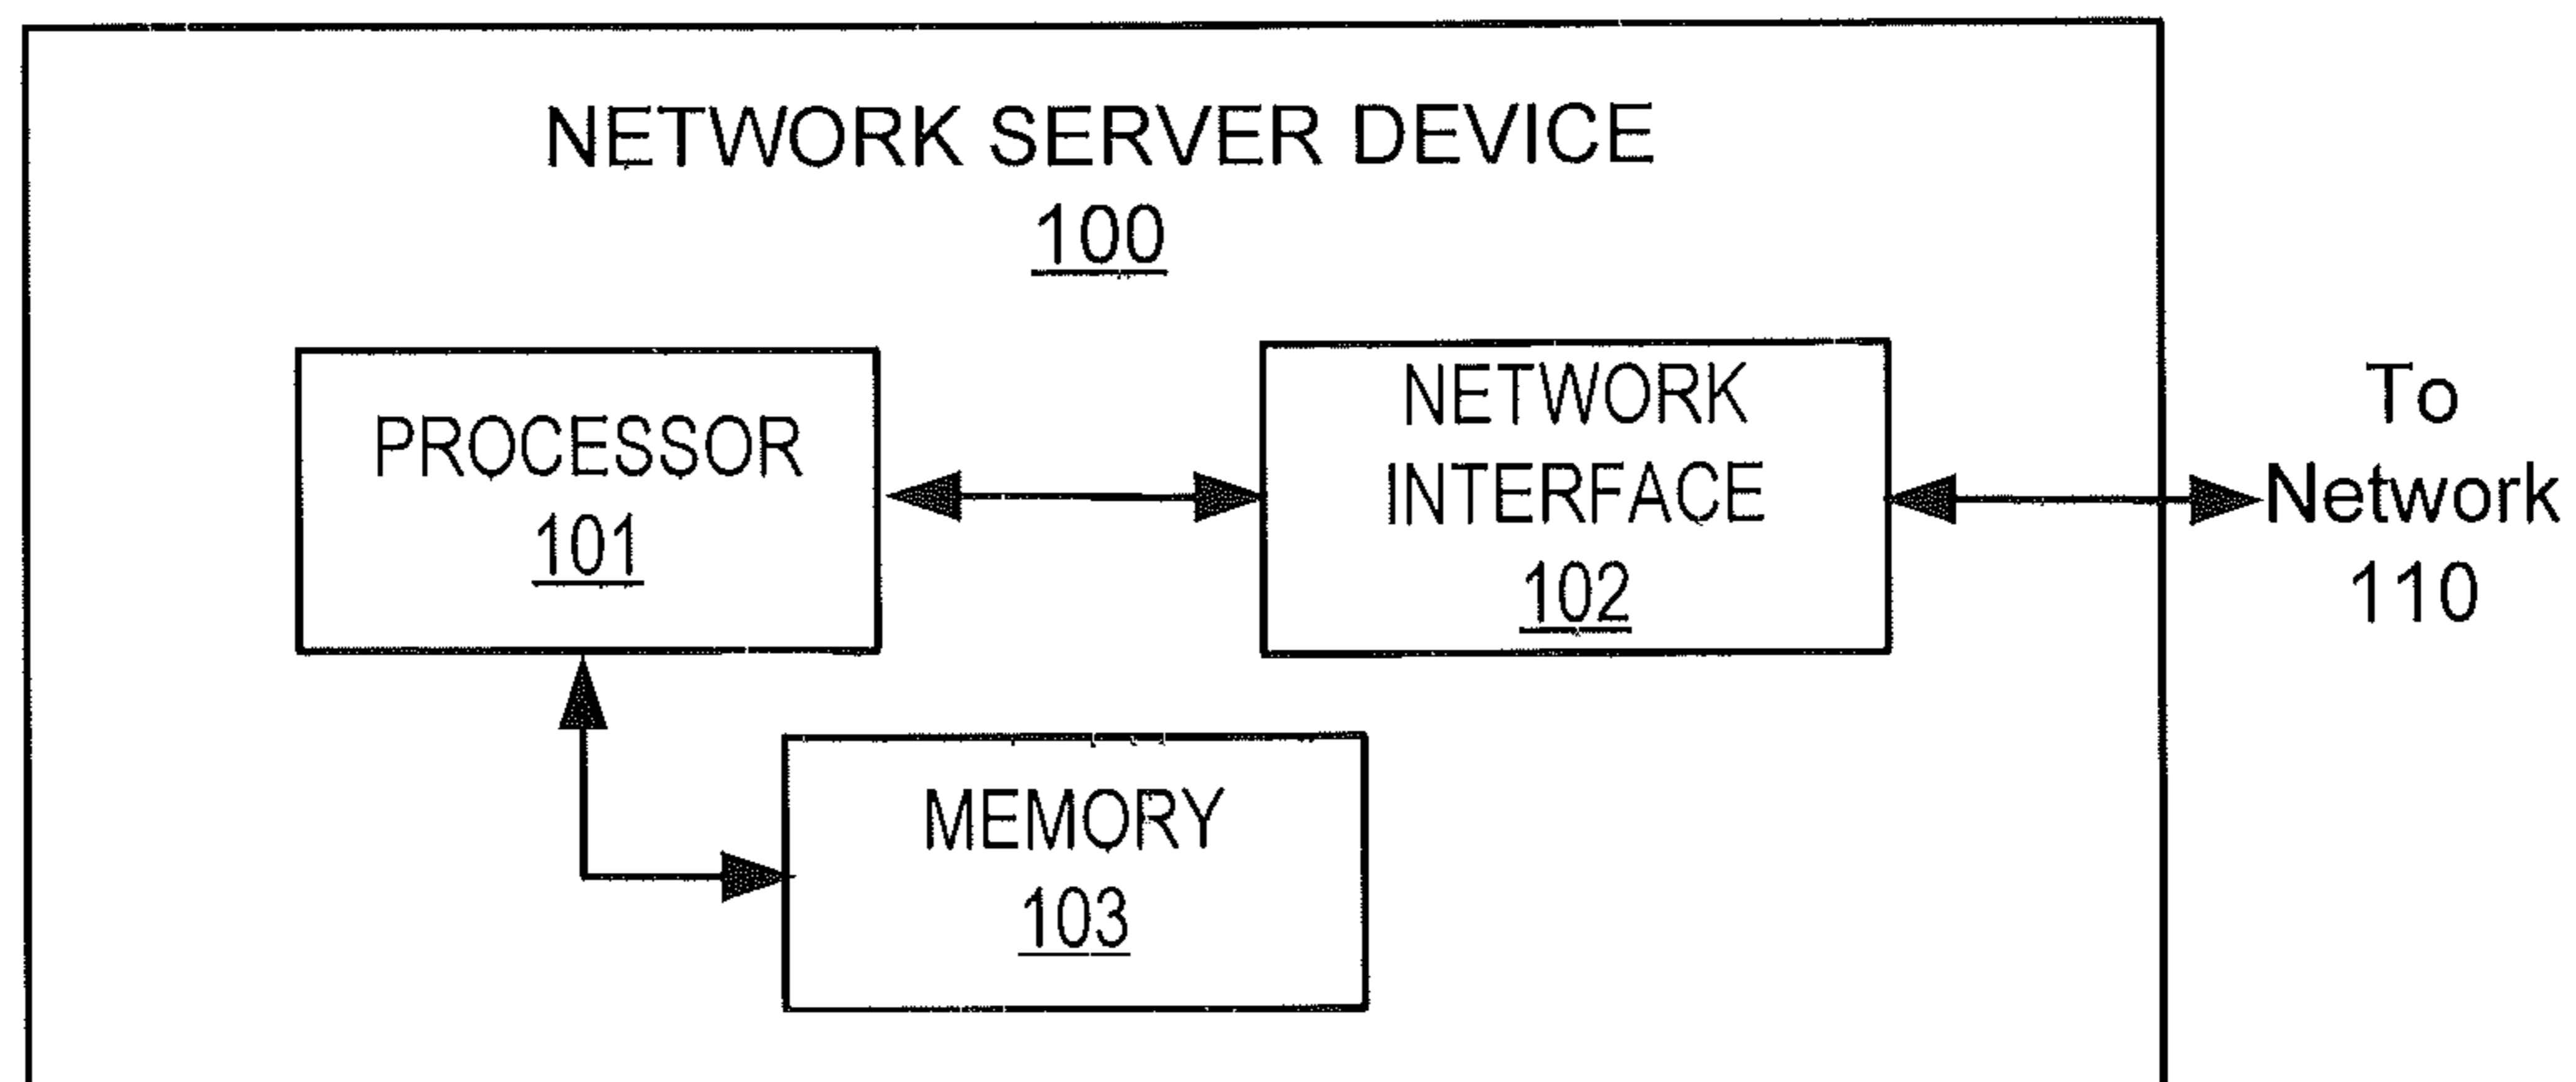 NETWORK SERVER DEVICE
100
PROCESSOR
101
NETWORK
INTERFACE
102
To
Network
110
MEMORY
103